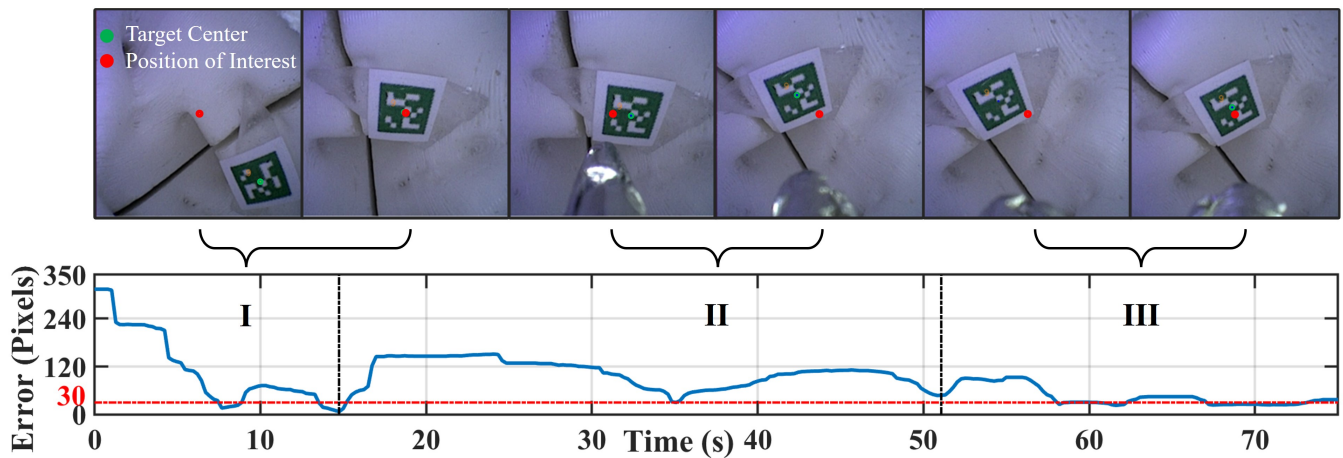 Target Center
Position of Interest
Error (Pixels)
350
240
120
30
0
I
II
III
0
10
20
30
40
50
60
70
Time (s)